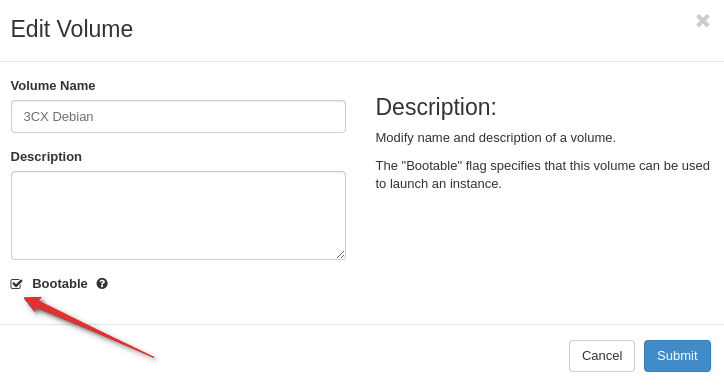 Edit Volume
Volume Name
3CX Debian
Description
Bootable
Description:
Modify name and description of a volume.
The "Bootable" flag specifies that this volume can be used
to launch an instance.
Cancel
Submit